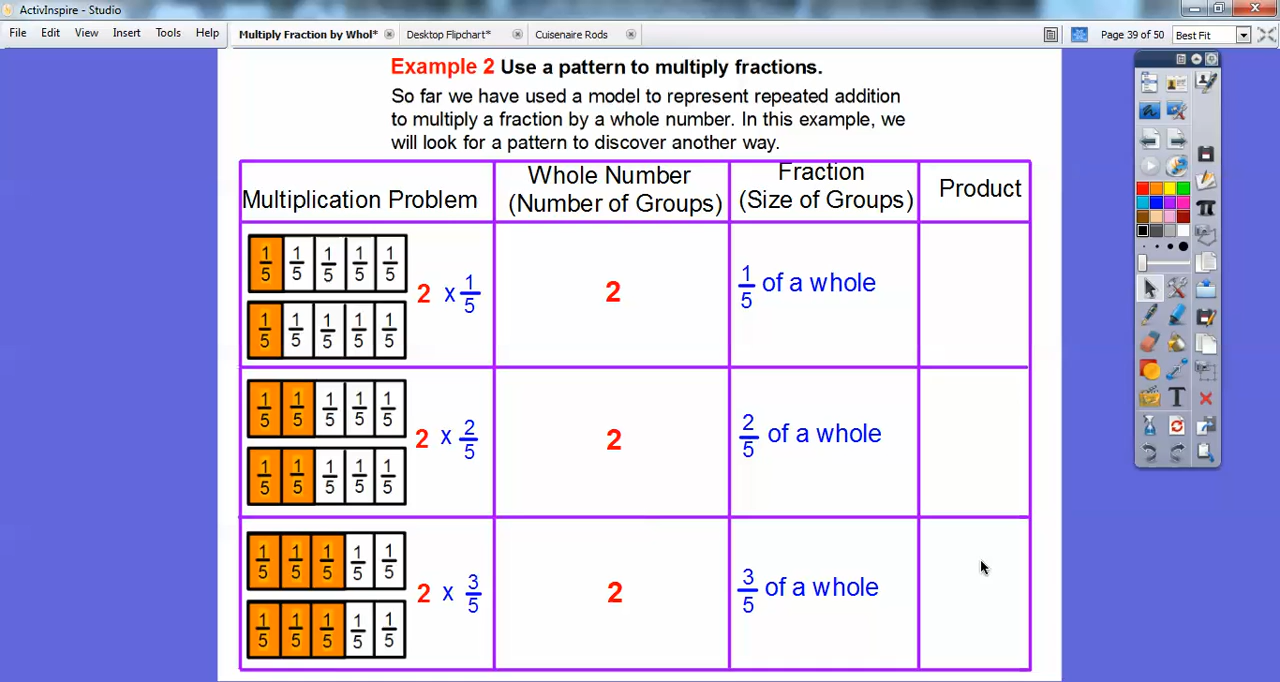 ActivInspire - Studio
File Edit View Insert Tools Help
Multiply Fraction by Whol* Desktop Flipchart* Cuisenaire Rods
Page 39 of 50 Best Fit
Example 2 Use a pattern to multiply fractions.
So far we have used a model to represent repeated addition
to multiply a fraction by a whole number. In this example, we
will look for a pattern to discover another way.
Multiplication Problem
Whole Number
(Number of Groups)
Fraction
(Size of Groups)
Product
1/5 1/5 1/5 1/5 1/5
1/5 1/5 1/5 1/5 1/5
2 x 1/5
2
1/5 of a whole
1/5 1/5 1/5 1/5 1/5
1/5 1/5 1/5 1/5 1/5
2 x 2/5
2
2/5 of a whole
1/5 1/5 1/5 1/5 1/5
1/5 1/5 1/5 1/5 1/5
2 x 3/5
2
3/5 of a whole